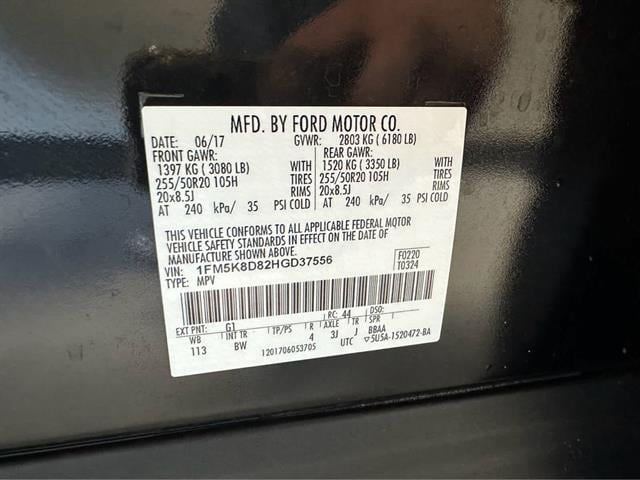 MFD. BY FORD MOTOR CO.
DATE: 06/17 GVWR: 2803 KG ( 6180 LB)
FRONT GAWR: REAR GAWR:
1397 KG ( 3080 LB) WITH 1520 KG ( 3350 LB) WITH
255/50R20 105H TIRES 255/50R20 105H TIRES
20x8.5J RIMS 20x8.5J RIMS
AT 240 kPa/ 35 PSI COLD AT 240 kPa/ 35 PSI COLD
THIS VEHICLE CONFORMS TO ALL APPLICABLE FEDERAL MOTOR
VEHICLE SAFETY STANDARDS IN EFFECT ON THE DATE OF
MANUFACTURE SHOWN ABOVE.
VIN: 1FM5K8D82HGD37556 F0220
TYPE: MPV T0324
EXT PNT: G1 RC: 44 DSO:
WB INT TR TP/PS R AXLE TR SPR
113 BW 4 3J J BBAA
1201706053705 UTC ▽5U5A-1520472-BA